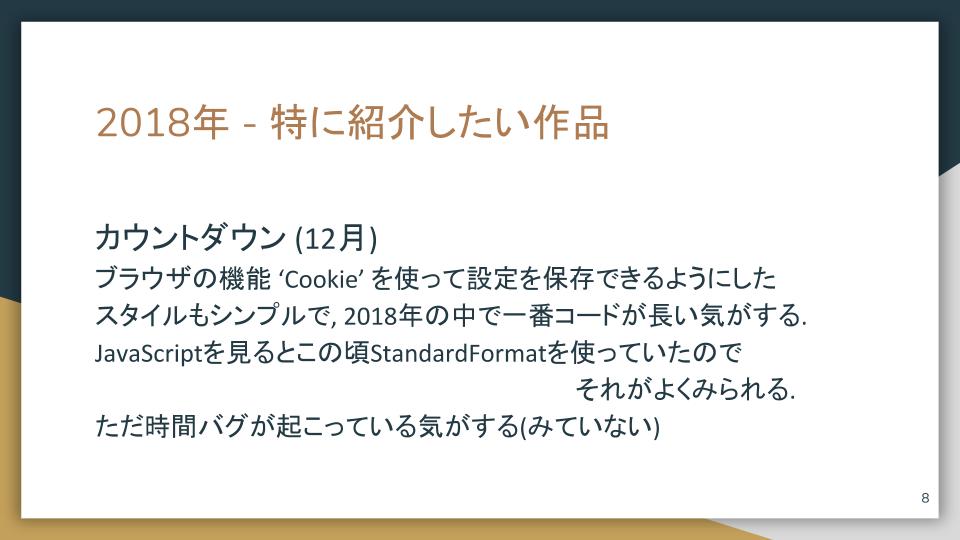 2018年 - 特に紹介したい作品
カウントダウン (12月)
ブラウザの機能 ‘Cookie’ を使って設定を保存できるようにした
スタイルもシンプルで, 2018年の中で一番コードが長い気がする.
JavaScriptを見るとこの頃StandardFormatを使っていたので
それがよくみられる.
ただ時間バグが起こっている気がする(みていない)
8